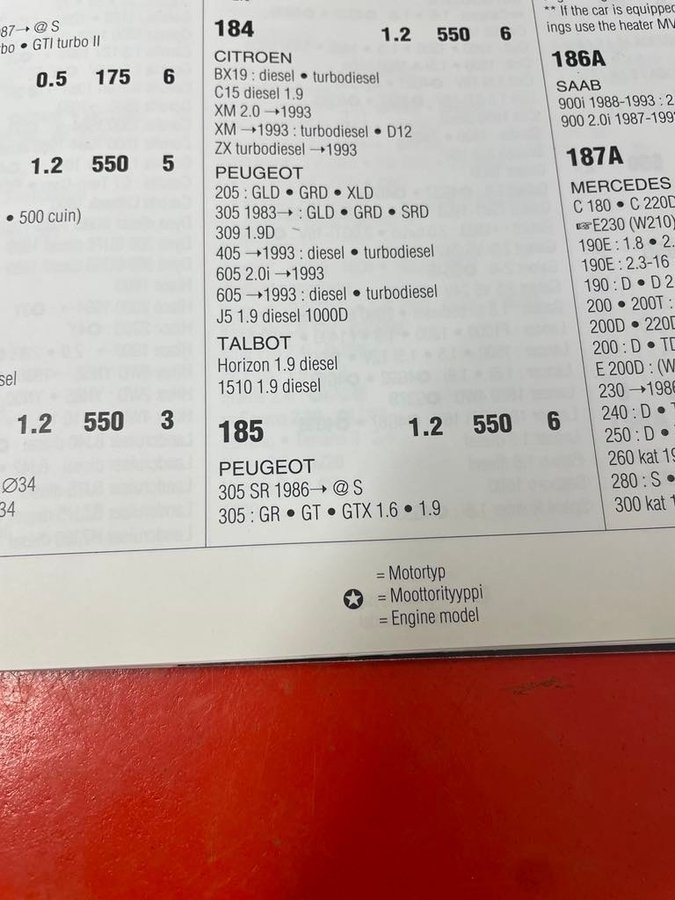 987→ @ S
rbo • GTI turbo II
0.5 175 6
1.2 550 5
• 500 cuin)
sel
1.2 550 3
Ø34
34
184 1.2 550 6
CITROEN
BX19 : diesel • turbodiesel
C15 diesel 1.9
XM 2.0 →1993
XM →1993 : turbodiesel • D12
ZX turbodiesel →1993
PEUGEOT
205 : GLD • GRD • XLD
305 1983→ : GLD • GRD • SRD
309 1.9D
405 →1993 : diesel • turbodiesel
605 2.0i →1993
605 →1993 : diesel • turbodiesel
J5 1.9 diesel 1000D
TALBOT
Horizon 1.9 diesel
1510 1.9 diesel
185 1.2 550 6
PEUGEOT
305 SR 1986→ @ S
305 : GR • GT • GTX 1.6 • 1.9
** If the car is equipped
ings use the heater MV
186A
SAAB
900i 1988-1993 : 2
900 2.0i 1987-199
187A
MERCEDES
C 180 • C 220D
☞E230 (W210)
190E : 1.8 • 2.
190E : 2.3-16
190 : D • D 2
200 • 200T :
200D • 220D
200 : D • TD
E 200D : (W
230 →1986
240 : D •
250 : D •
260 kat 19
280 : S •
300 kat 1
= Motortyp
✪ = Moottorityyppi
= Engine model